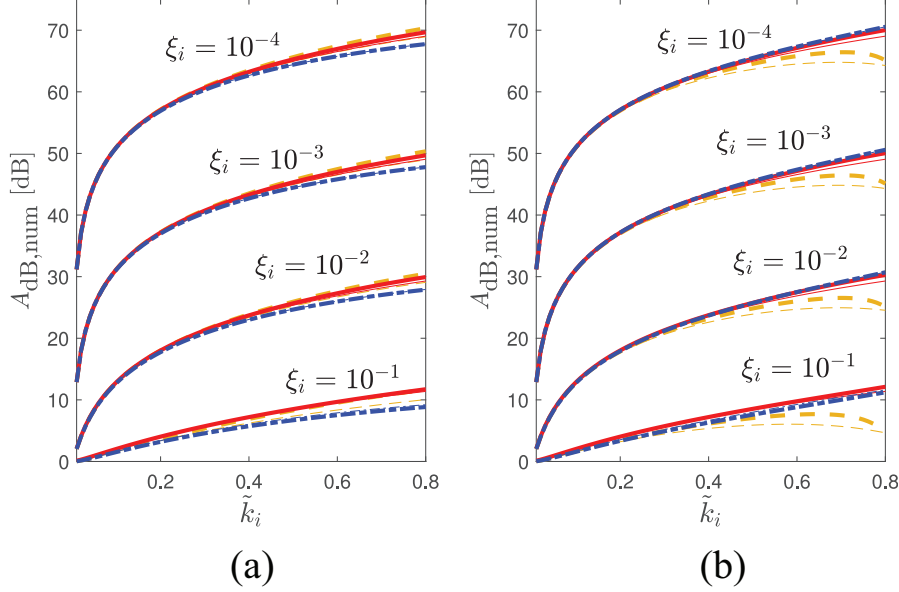 70
60
50
40
30
20
10
0
A_{dB,num} [dB]
ξ_i = 10^{-4}
ξ_i = 10^{-3}
ξ_i = 10^{-2}
ξ_i = 10^{-1}
0.2 0.4 0.6 0.8
k̃_i
(a)
70
60
50
40
30
20
10
0
A_{dB,num} [dB]
ξ_i = 10^{-4}
ξ_i = 10^{-3}
ξ_i = 10^{-2}
ξ_i = 10^{-1}
0.2 0.4 0.6 0.8
k̃_i
(b)